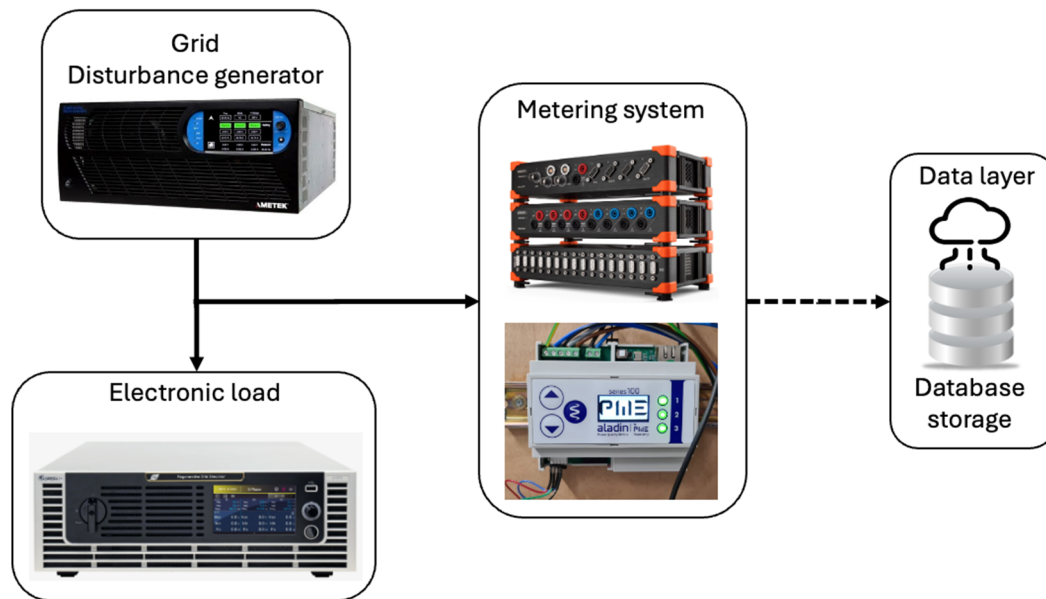 Grid
Disturbance generator
AMETEK
Metering system
series 100
PME
aladin
PME
1
2
3
Data layer
Database
storage
Electronic load